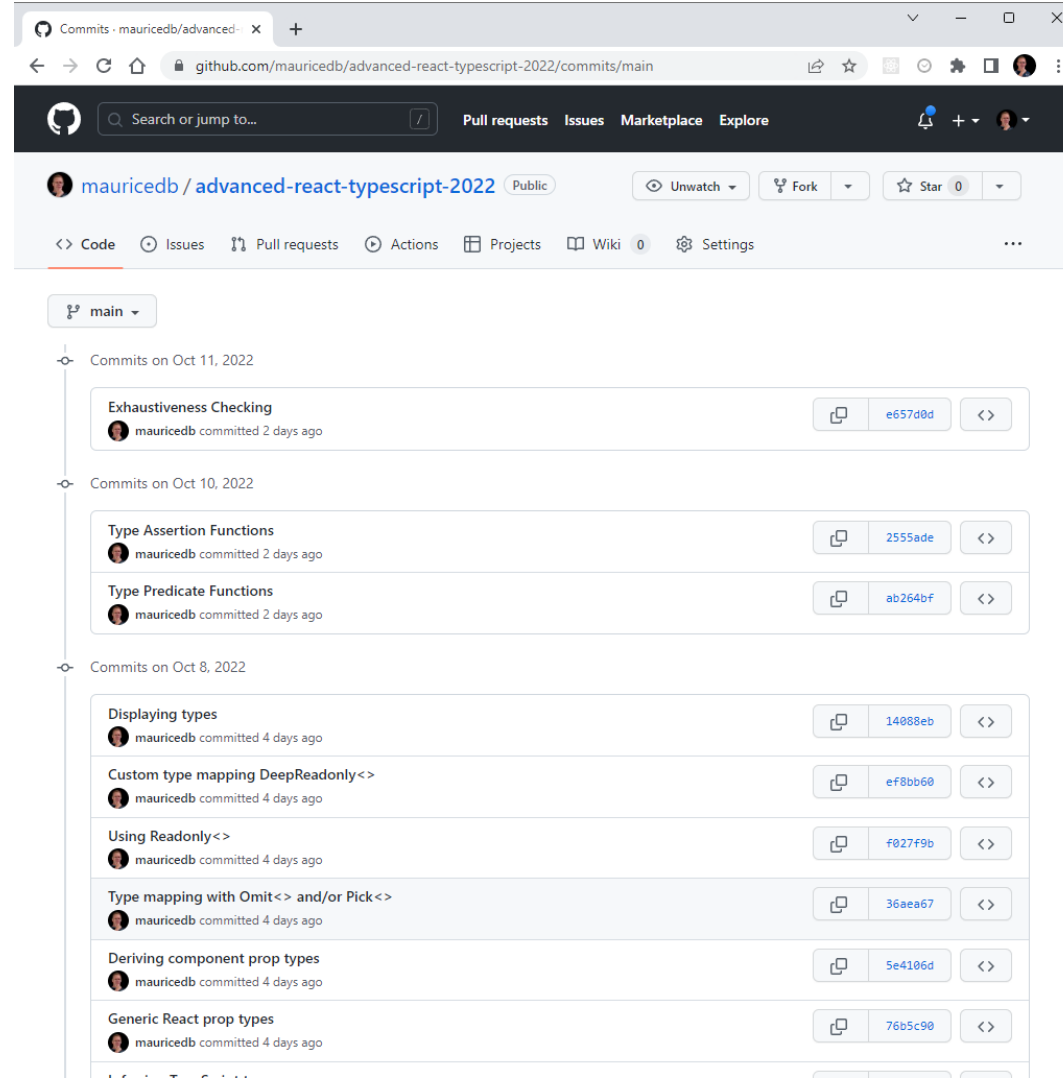 Commits · mauricedb/advanced-
github.com/mauricedb/advanced-react-typescript-2022/commits/main
Search or jump to... / Pull requests Issues Marketplace Explore
mauricedb / advanced-react-typescript-2022 Public Unwatch Fork Star 0
Code Issues Pull requests Actions Projects Wiki 0 Settings
main
Commits on Oct 11, 2022
Exhaustiveness Checking
mauricedb committed 2 days ago
e657d0d
Commits on Oct 10, 2022
Type Assertion Functions
mauricedb committed 2 days ago
2555ade
Type Predicate Functions
mauricedb committed 2 days ago
ab264bf
Commits on Oct 8, 2022
Displaying types
mauricedb committed 4 days ago
14088eb
Custom type mapping DeepReadonly<>
mauricedb committed 4 days ago
ef8bb60
Using Readonly<>
mauricedb committed 4 days ago
f027f9b
Type mapping with Omit<> and/or Pick<>
mauricedb committed 4 days ago
36aea67
Deriving component prop types
mauricedb committed 4 days ago
5e4106d
Generic React prop types
mauricedb committed 4 days ago
76b5c90